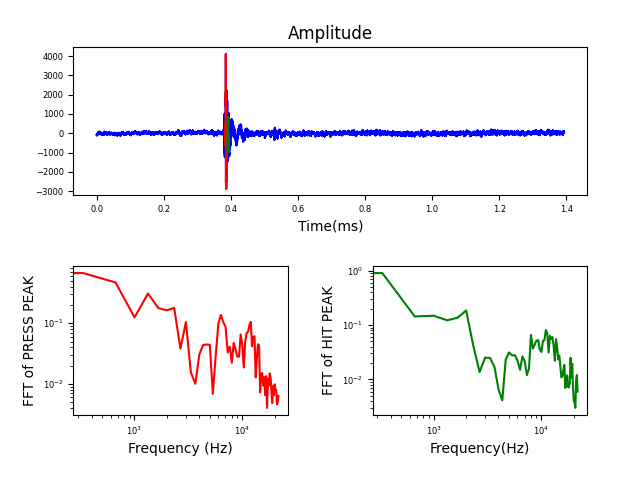 Amplitude
4000
3000
2000
1000
0
−1000
−2000
−3000
0.0 0.2 0.4 0.6 0.8 1.0 1.2 1.4
Time(ms)
FFT of PRESS PEAK
10⁻¹
10⁻²
10³ 10⁴
Frequency (Hz)
FFT of HIT PEAK
10⁰
10⁻¹
10⁻²
10³ 10⁴
Frequency(Hz)